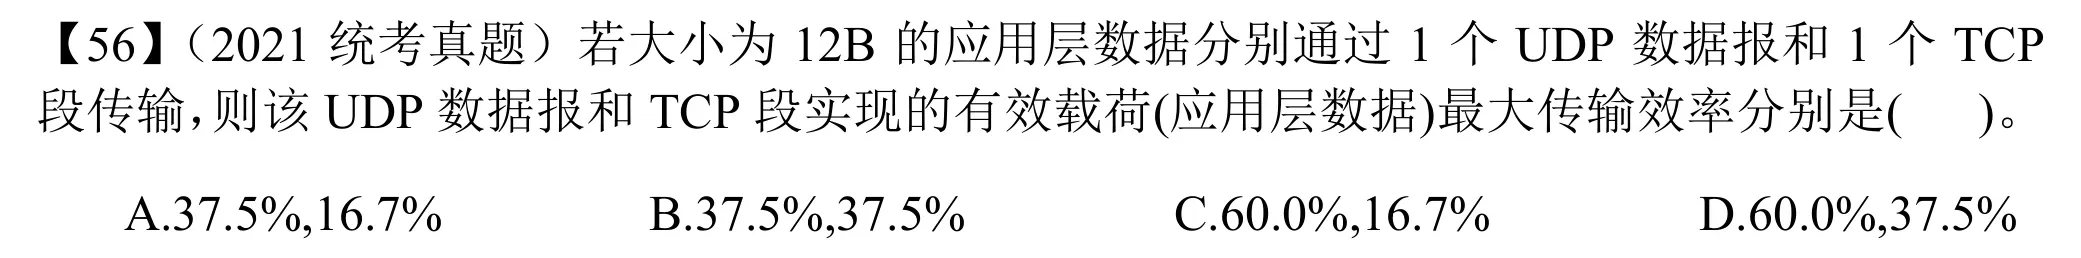 【56】(2021 统考真题）若大小为 12B 的应用层数据分别通过 1 个 UDP 数据报和 1 个 TCP
段传输,则该 UDP 数据报和 TCP 段实现的有效载荷(应用层数据)最大传输效率分别是(    )。
A.37.5%,16.7%    B.37.5%,37.5%    C.60.0%,16.7%    D.60.0%,37.5%